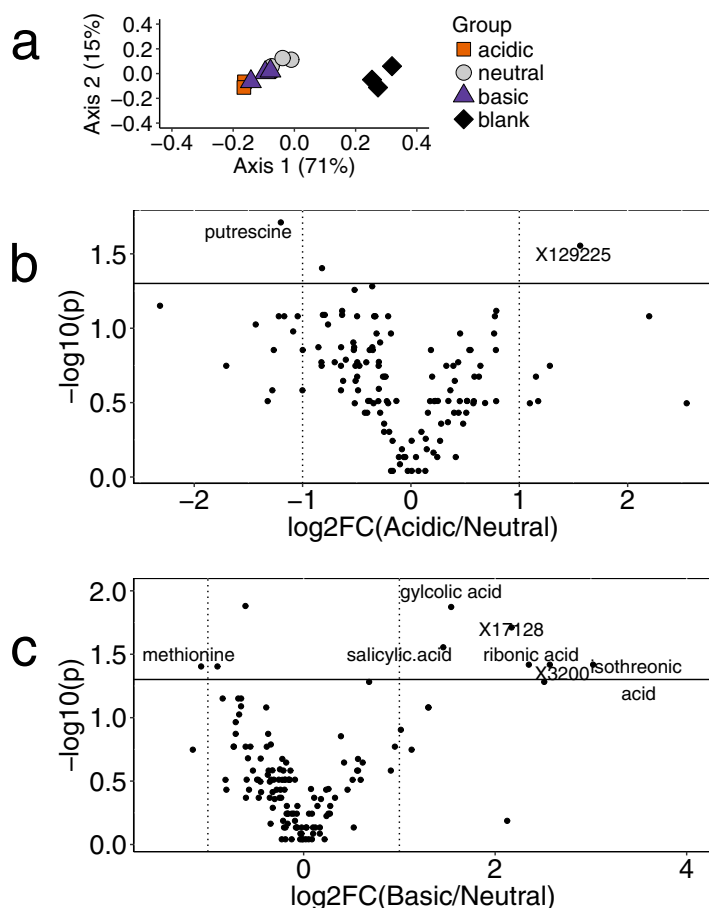 a
Axis 2 (15%)
0.4
0.2
0.0
−0.2
−0.4
−0.4
−0.2
0.0
0.2
0.4
Axis 1 (71%)
Group
acidic
neutral
basic
blank
b
−log10(p)
1.5
1.0
0.5
0.0
putrescine
X129225
−2
−1
0
1
2
log2FC(Acidic/Neutral)
c
−log10(p)
2.0
1.5
1.0
0.5
0.0
gylcolic acid
X17128
methionine
salicylic.acid
ribonic acid
X3200
isothreonic
acid
0
2
4
log2FC(Basic/Neutral)